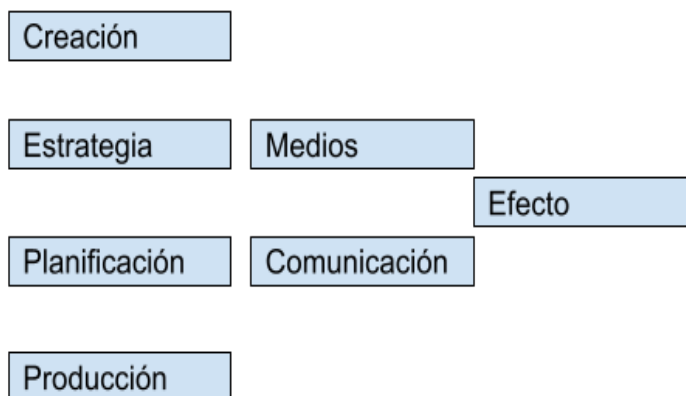 Creación
Estrategia
Medios
Efecto
Planificación
Comunicación
Producción